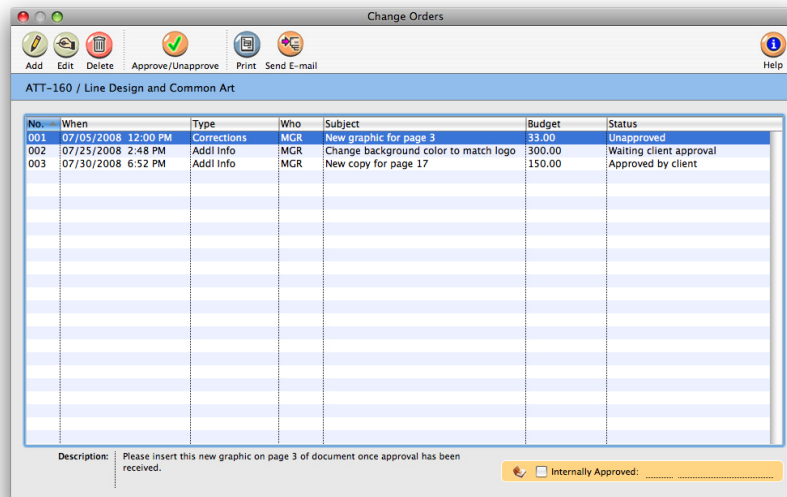 Change Orders
Add Edit Delete Approve/Unapprove Print Send E-mail Help
ATT-160 / Line Design and Common Art
No. When Type Who Subject Budget Status
001 07/05/2008 12:00 PM Corrections MGR New graphic for page 3 33.00 Unapproved
002 07/25/2008 2:48 PM Addl Info MGR Change background color to match logo 300.00 Waiting client approval
003 07/30/2008 6:52 PM Addl Info MGR New copy for page 17 150.00 Approved by client
Description: Please insert this new graphic on page 3 of document once approval has been
received.
Internally Approved: